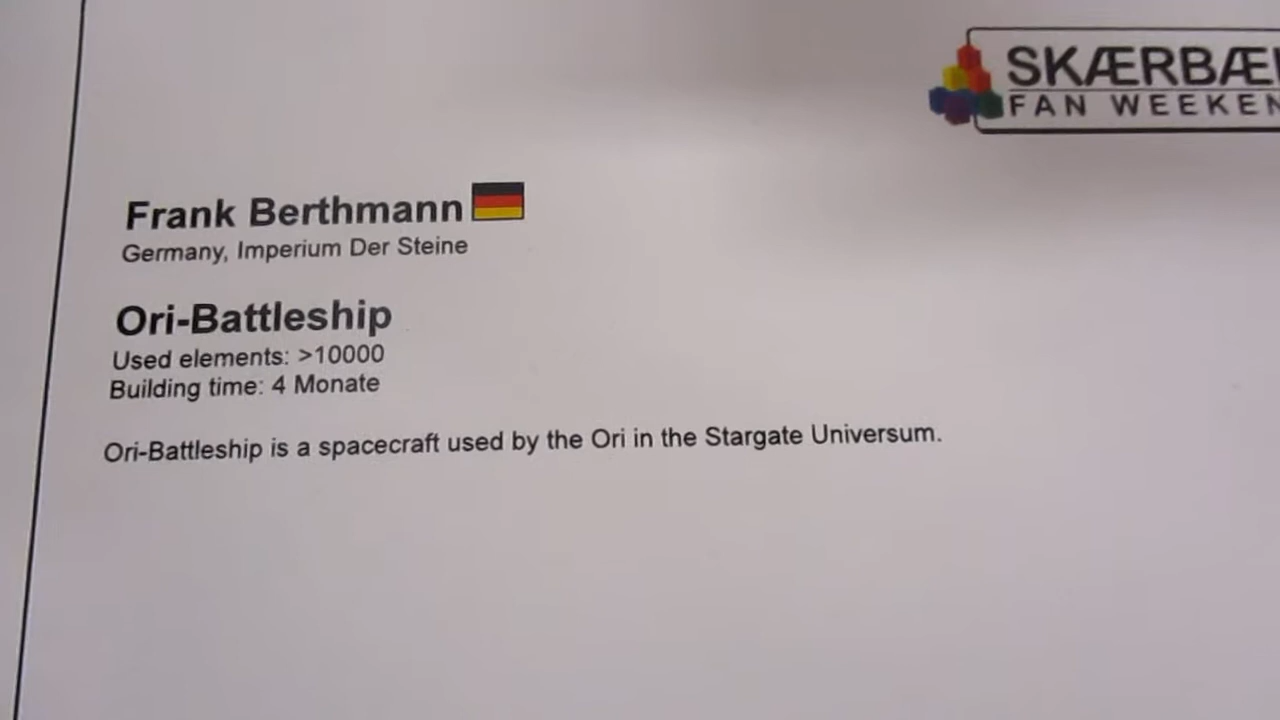 SKÆRBÆ
FAN WEEKEN
Frank Berthmann
Germany, Imperium Der Steine
Ori-Battleship
Used elements: >10000
Building time: 4 Monate
Ori-Battleship is a spacecraft used by the Ori in the Stargate Universum.